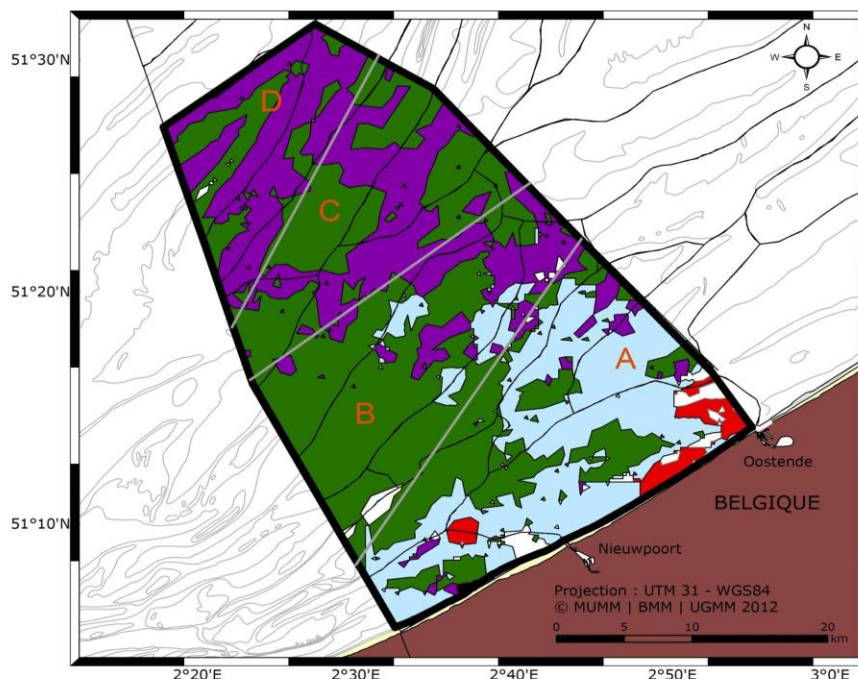 N
W E
S
51°30'N
D
C
51°20'N
A
B
Oostende
BELGIQUE
51°10'N
Nieuwpoort
Projection : UTM 31 - WGS84
© MUMM | BMM | UGMM 2012
0 5 10 20
km
2°20'E 2°30'E 2°40'E 2°50'E 3°0'E